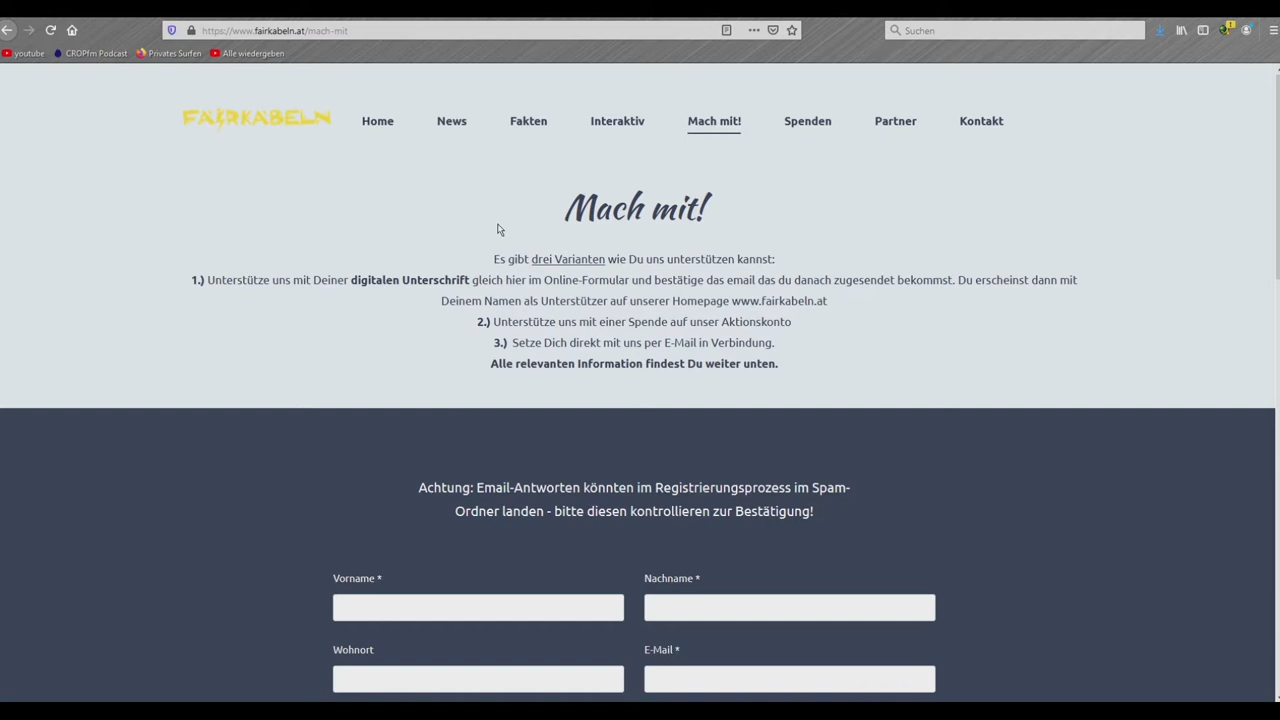 https://www.fairkabeln.at/mach-mit
Suchen
youtube
CROPfm Podcast
Privates Surfen
Alle wiedergeben
FAIRKABELN
Home
News
Fakten
Interaktiv
Mach mit!
Spenden
Partner
Kontakt
Mach mit!
Es gibt drei Varianten wie Du uns unterstützen kannst:
1.) Unterstütze uns mit Deiner digitalen Unterschrift gleich hier im Online-Formular und bestätige das email das du danach zugesendet bekommst. Du erscheinst dann mit
Deinem Namen als Unterstützer auf unserer Homepage www.fairkabeln.at
2.) Unterstütze uns mit einer Spende auf unser Aktionskonto
3.) Setze Dich direkt mit uns per E-Mail in Verbindung.
Alle relevanten Information findest Du weiter unten.
Achtung: Email-Antworten könnten im Registrierungsprozess im Spam-
Ordner landen - bitte diesen kontrollieren zur Bestätigung!
Vorname *
Nachname *
Wohnort
E-Mail *